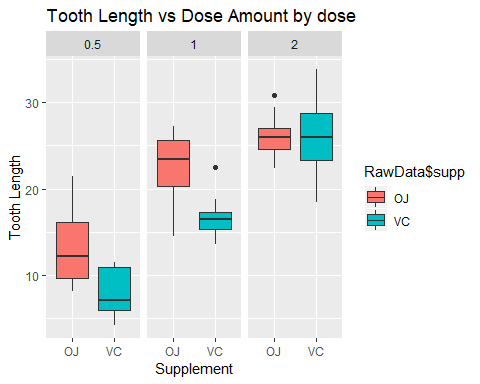 Tooth Length vs Dose Amount by dose
0.5 1 2
30
20
10
Tooth Length
OJ VC OJ VC OJ VC
Supplement
RawData$supp
OJ
VC